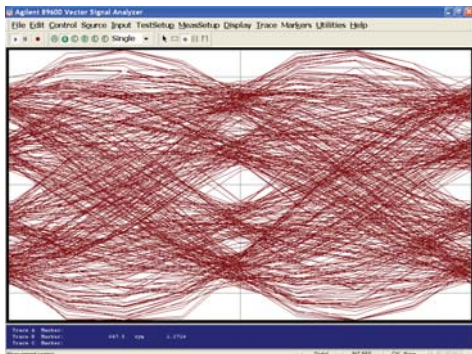 Agilent 89600 Vector Signal Analyzer
File Edit Control Source Input TestSetup MeasSetup Display Trace Markers Utilities Help
Single
Trace A Marker:
Trace B Marker:
Trace C Marker: